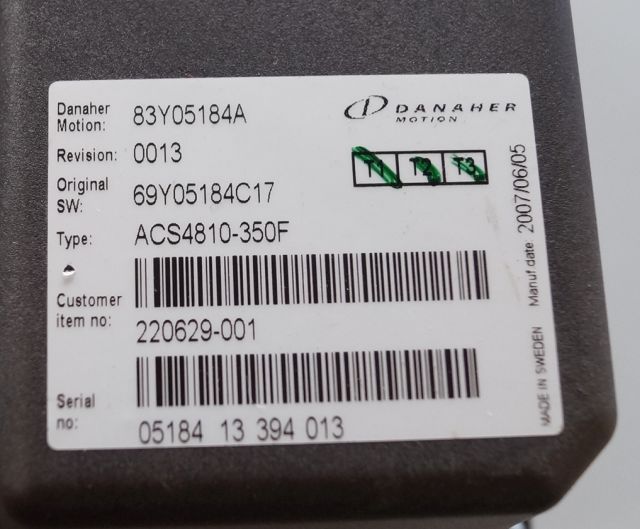 Danaher Motion: 83Y05184A
DANAHER
MOTION
Revision: 0013
T1 T2 T3
Original SW: 69Y05184C17
Type: ACS4810-350F
Customer item no: 220629-001
Serial no: 05184 13 394 013
MADE IN SWEDEN Manuf date 2007/06/05